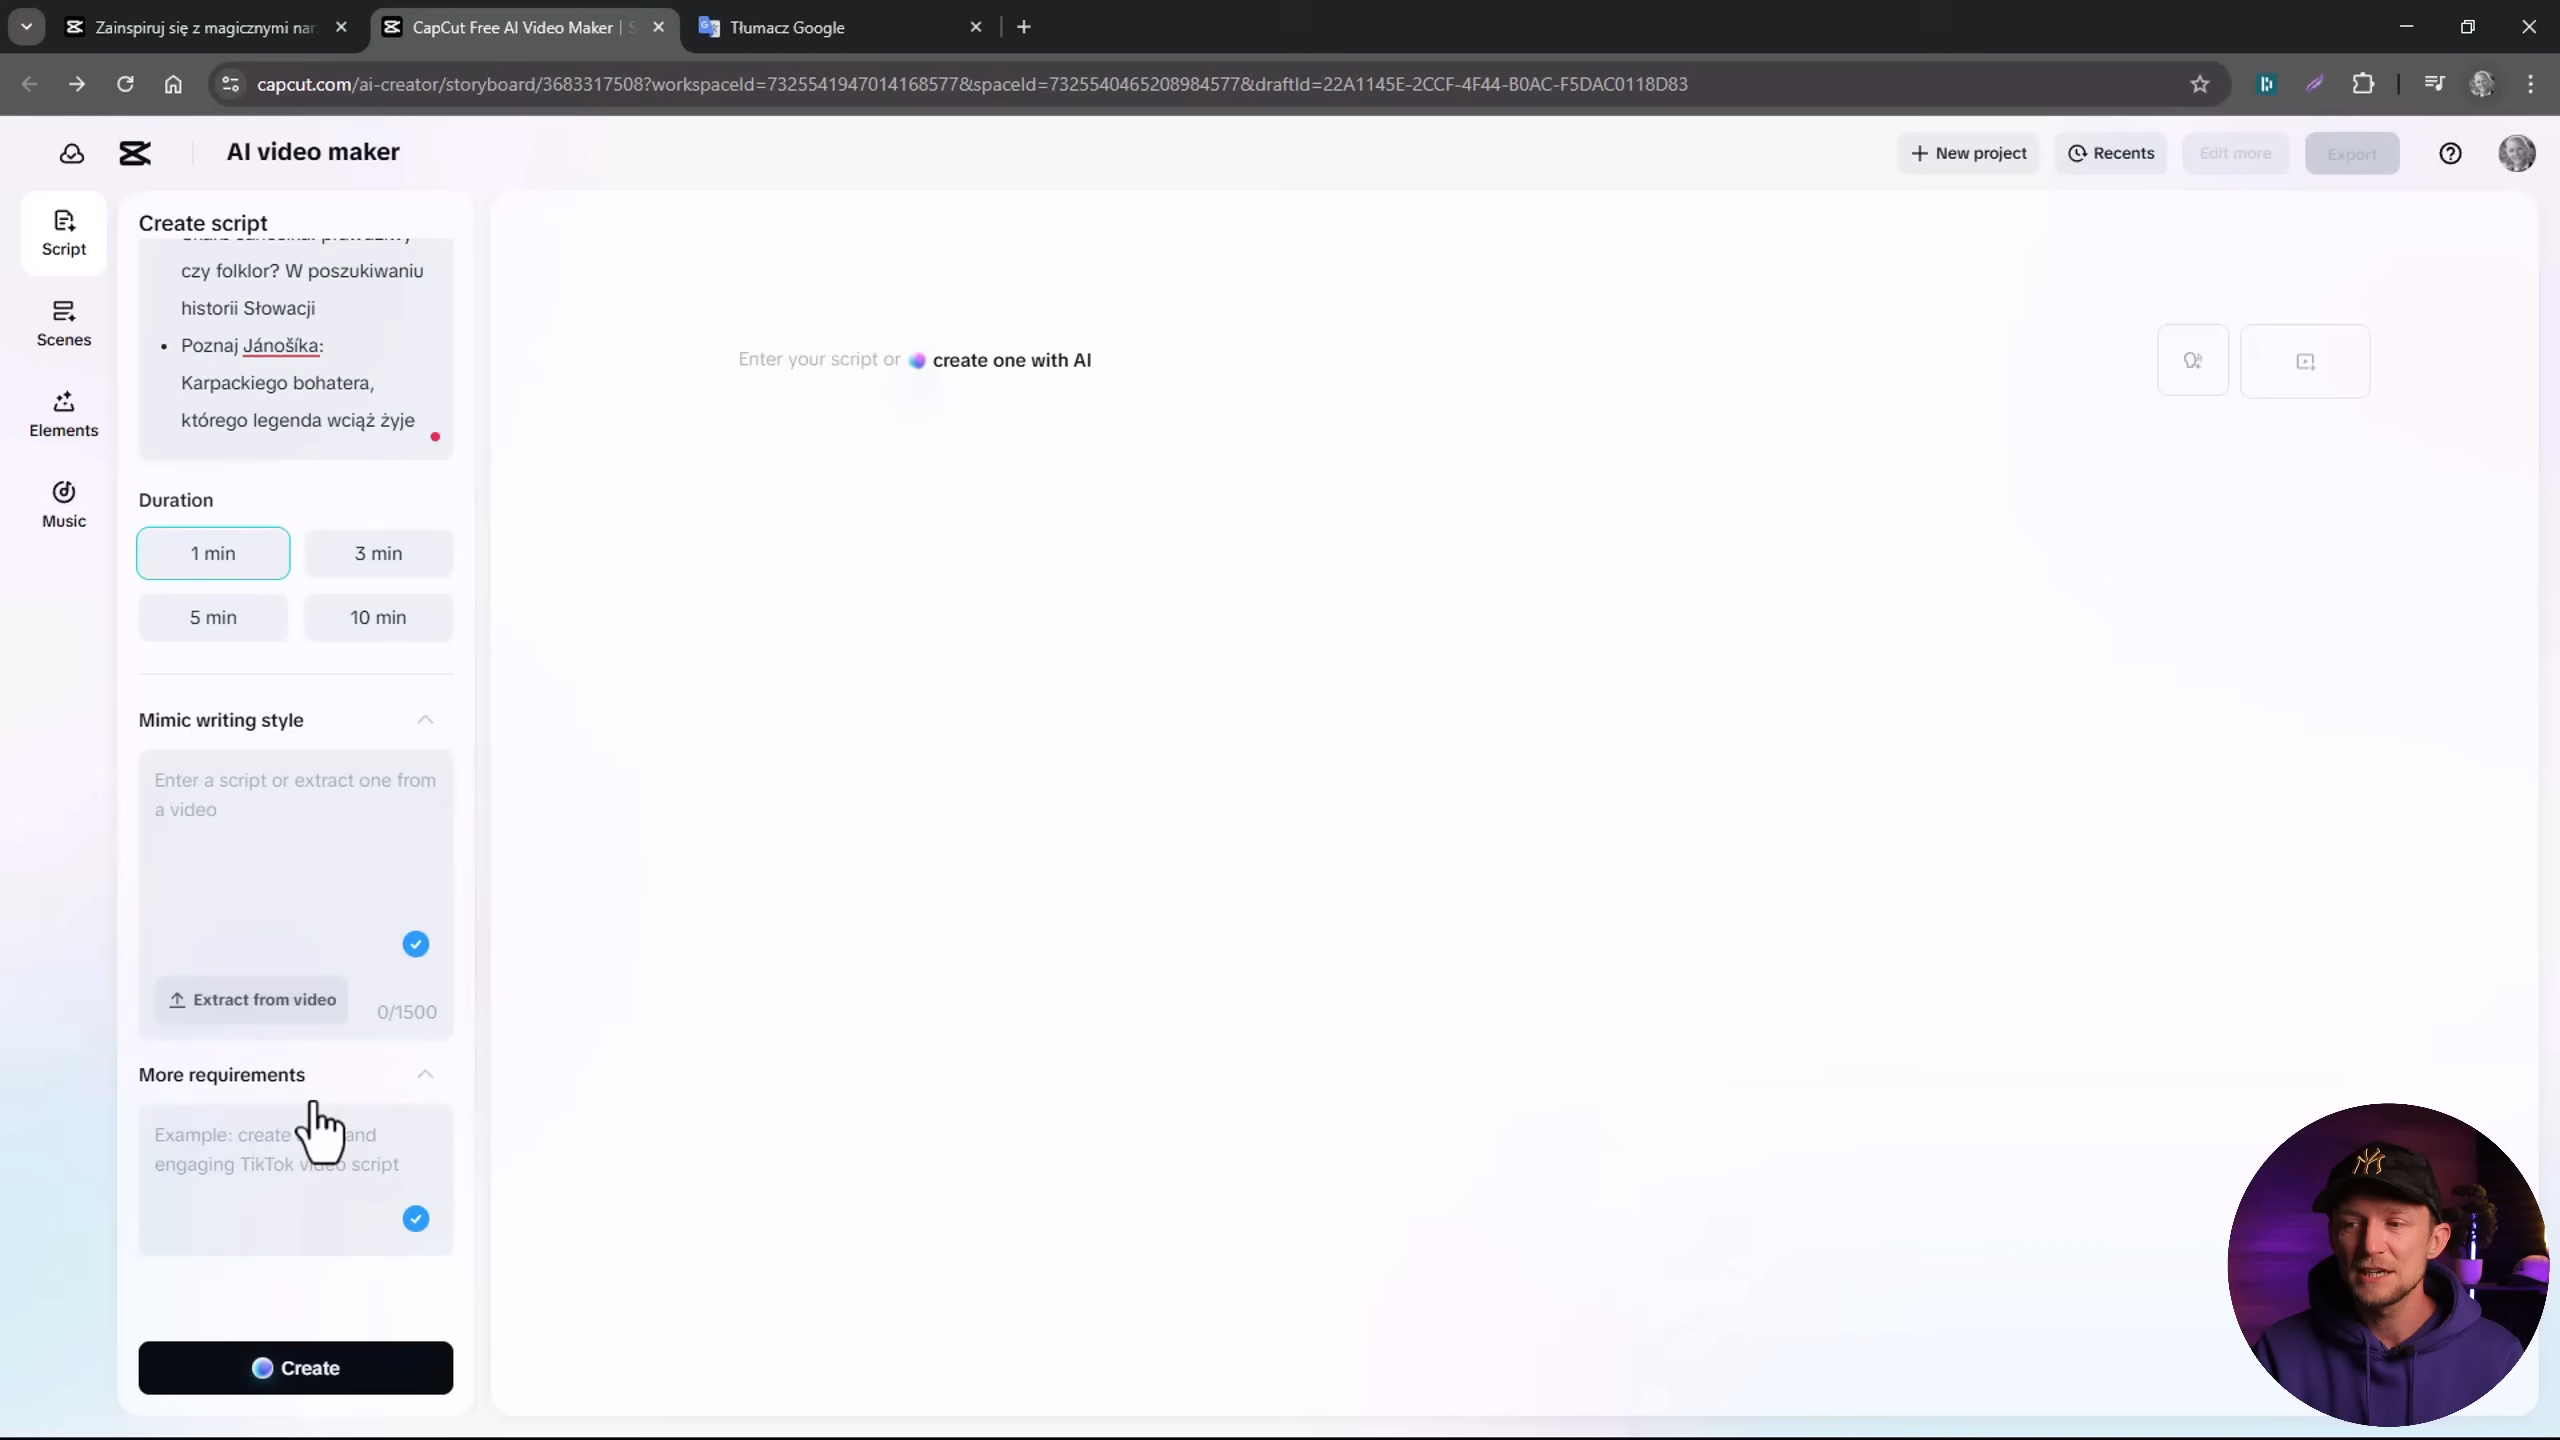 Zainspiruj się z magicznymi nar
CapCut Free AI Video Maker | S
Tłumacz Google
capcut.com/ai-creator/storyboard/3683317508?workspaceId=7325541947014168577&spaceId=7325540465208984577&draftId=22A1145E-2CCF-4F44-B0AC-F5DAC0118D83
AI video maker
New project
Recents
Edit more
Export
Script
Scenes
Elements
Music
Create script
czy folklor? W poszukiwaniu
historii Słowacji
• Poznaj Jánošíka:
Karpackiego bohatera,
którego legenda wciąż żyje
Duration
1 min
3 min
5 min
10 min
Mimic writing style
Enter a script or extract one from
a video
Extract from video
0/1500
More requirements
Example: create and
engaging TikTok video script
Create
Enter your script or create one with AI